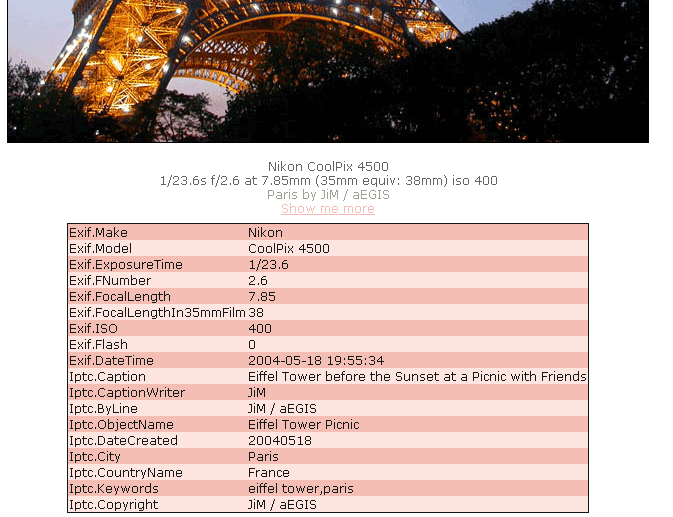 Nikon CoolPix 4500
1/23.6s f/2.6 at 7.85mm (35mm equiv: 38mm) iso 400
Paris by JiM / aEGIS
Show me more
Exif.Make Nikon
Exif.Model CoolPix 4500
Exif.ExposureTime 1/23.6
Exif.FNumber 2.6
Exif.FocalLength 7.85
Exif.FocalLengthIn35mmFilm 38
Exif.ISO 400
Exif.Flash 0
Exif.DateTime 2004-05-18 19:55:34
Iptc.Caption Eiffel Tower before the Sunset at a Picnic with Friends
Iptc.CaptionWriter JiM
Iptc.ByLine JiM / aEGIS
Iptc.ObjectName Eiffel Tower Picnic
Iptc.DateCreated 20040518
Iptc.City Paris
Iptc.CountryName France
Iptc.Keywords eiffel tower,paris
Iptc.Copyright JiM / aEGIS